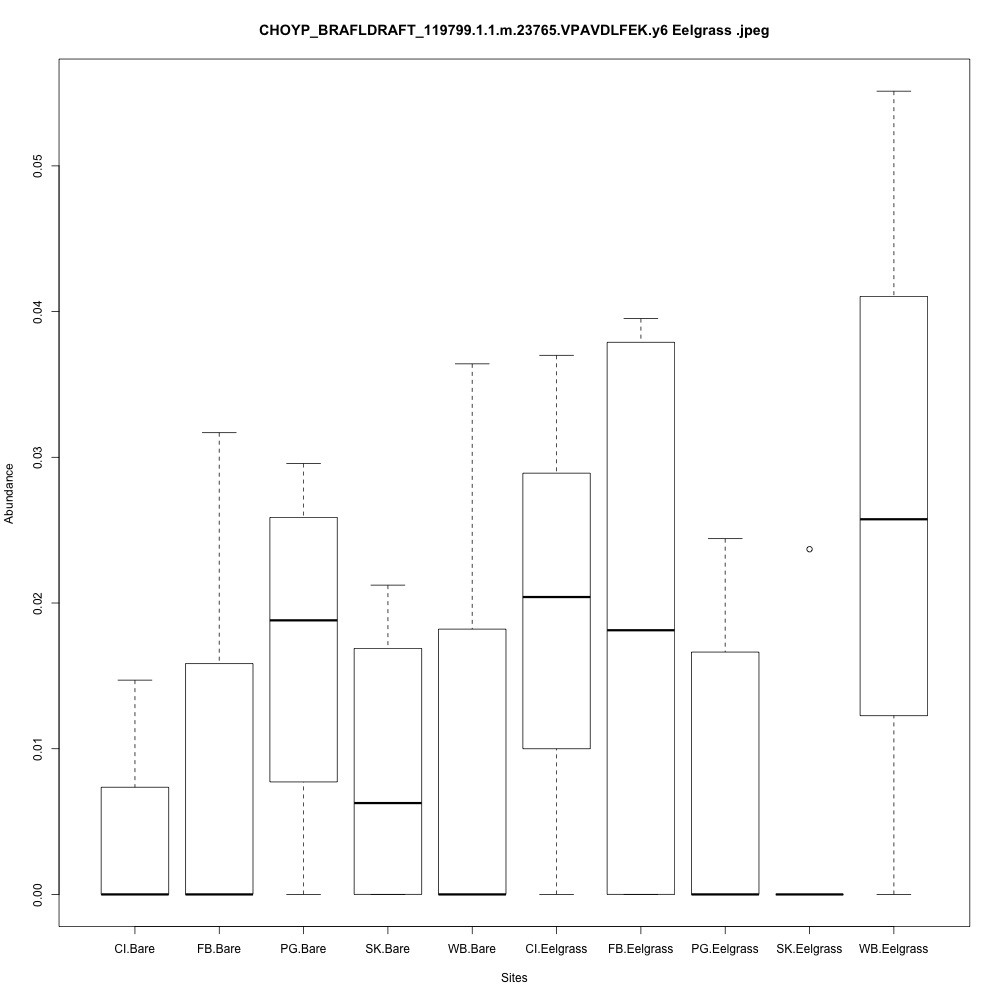 CHOYP_BRAFLDRAFT_119799.1.1.m.23765.VPAVDLFEK.y6 Eelgrass .jpeg
0.05
0.04
0.03
0.02
0.01
0.00
Abundance
CI.Bare FB.Bare PG.Bare SK.Bare WB.Bare CI.Eelgrass FB.Eelgrass PG.Eelgrass SK.Eelgrass WB.Eelgrass
Sites